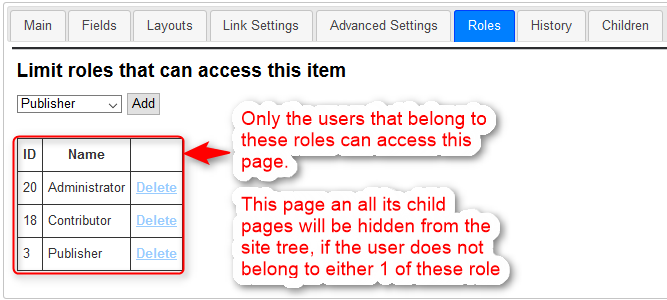 Main Fields Layouts Link Settings Advanced Settings Roles History Children
Limit roles that can access this item
Publisher Add
ID Name
20 Administrator Delete
18 Contributor Delete
3 Publisher Delete
Only the users that belong to
these roles can access this
page.
This page an all its child
pages will be hidden from the
site tree, if the user does not
belong to either 1 of these role